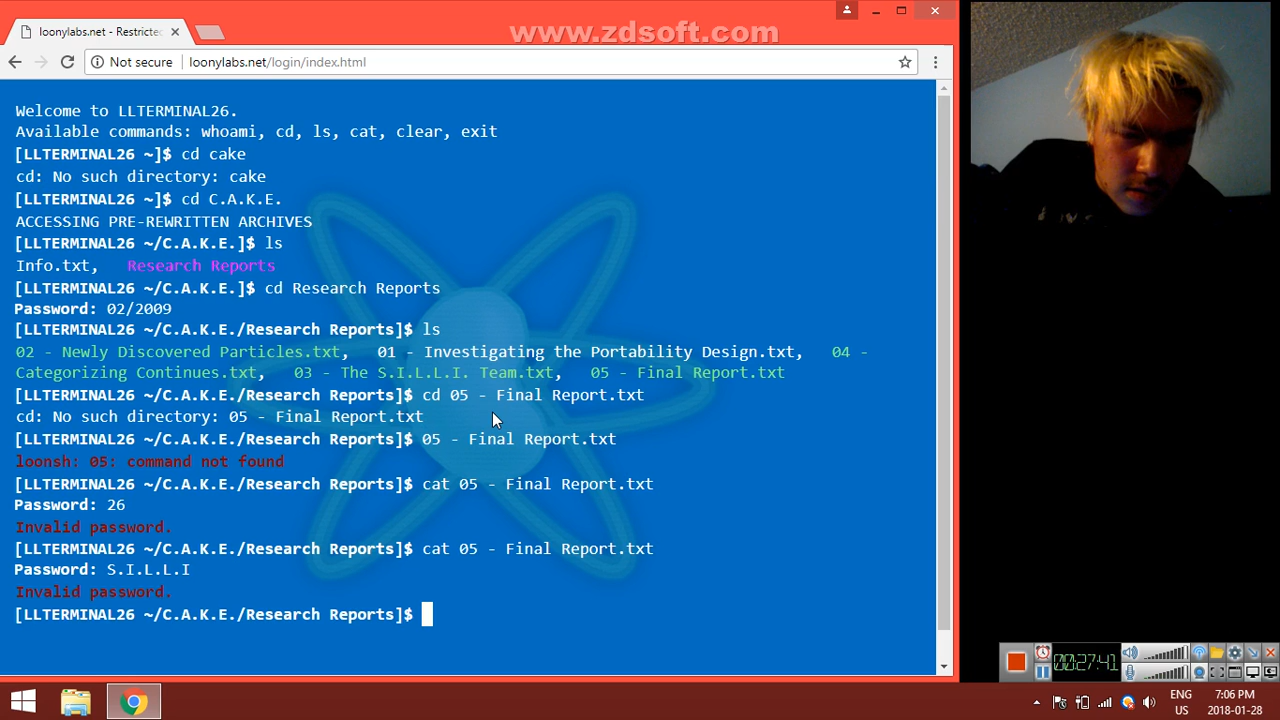 www.zdsoft.com
loonylabs.net - Restricted
Not secure loonylabs.net/login/index.html
Welcome to LLTERMINAL26.
Available commands: whoami, cd, ls, cat, clear, exit
[LLTERMINAL26 ~]$ cd cake
cd: No such directory: cake
[LLTERMINAL26 ~]$ cd C.A.K.E.
ACCESSING PRE-REWRITTEN ARCHIVES
[LLTERMINAL26 ~/C.A.K.E.]$ ls
Info.txt, Research Reports
[LLTERMINAL26 ~/C.A.K.E.]$ cd Research Reports
Password: 02/2009
[LLTERMINAL26 ~/C.A.K.E./Research Reports]$ ls
02 - Newly Discovered Particles.txt, 01 - Investigating the Portability Design.txt, 04 -
Categorizing Continues.txt, 03 - The S.I.L.L.I. Team.txt, 05 - Final Report.txt
[LLTERMINAL26 ~/C.A.K.E./Research Reports]$ cd 05 - Final Report.txt
cd: No such directory: 05 - Final Report.txt
[LLTERMINAL26 ~/C.A.K.E./Research Reports]$ 05 - Final Report.txt
loonsh: 05: command not found
[LLTERMINAL26 ~/C.A.K.E./Research Reports]$ cat 05 - Final Report.txt
Password: 26
Invalid password.
[LLTERMINAL26 ~/C.A.K.E./Research Reports]$ cat 05 - Final Report.txt
Password: S.I.L.L.I
Invalid password.
[LLTERMINAL26 ~/C.A.K.E./Research Reports]$
00:27:41
ENG 7:06 PM
US 2018-01-28